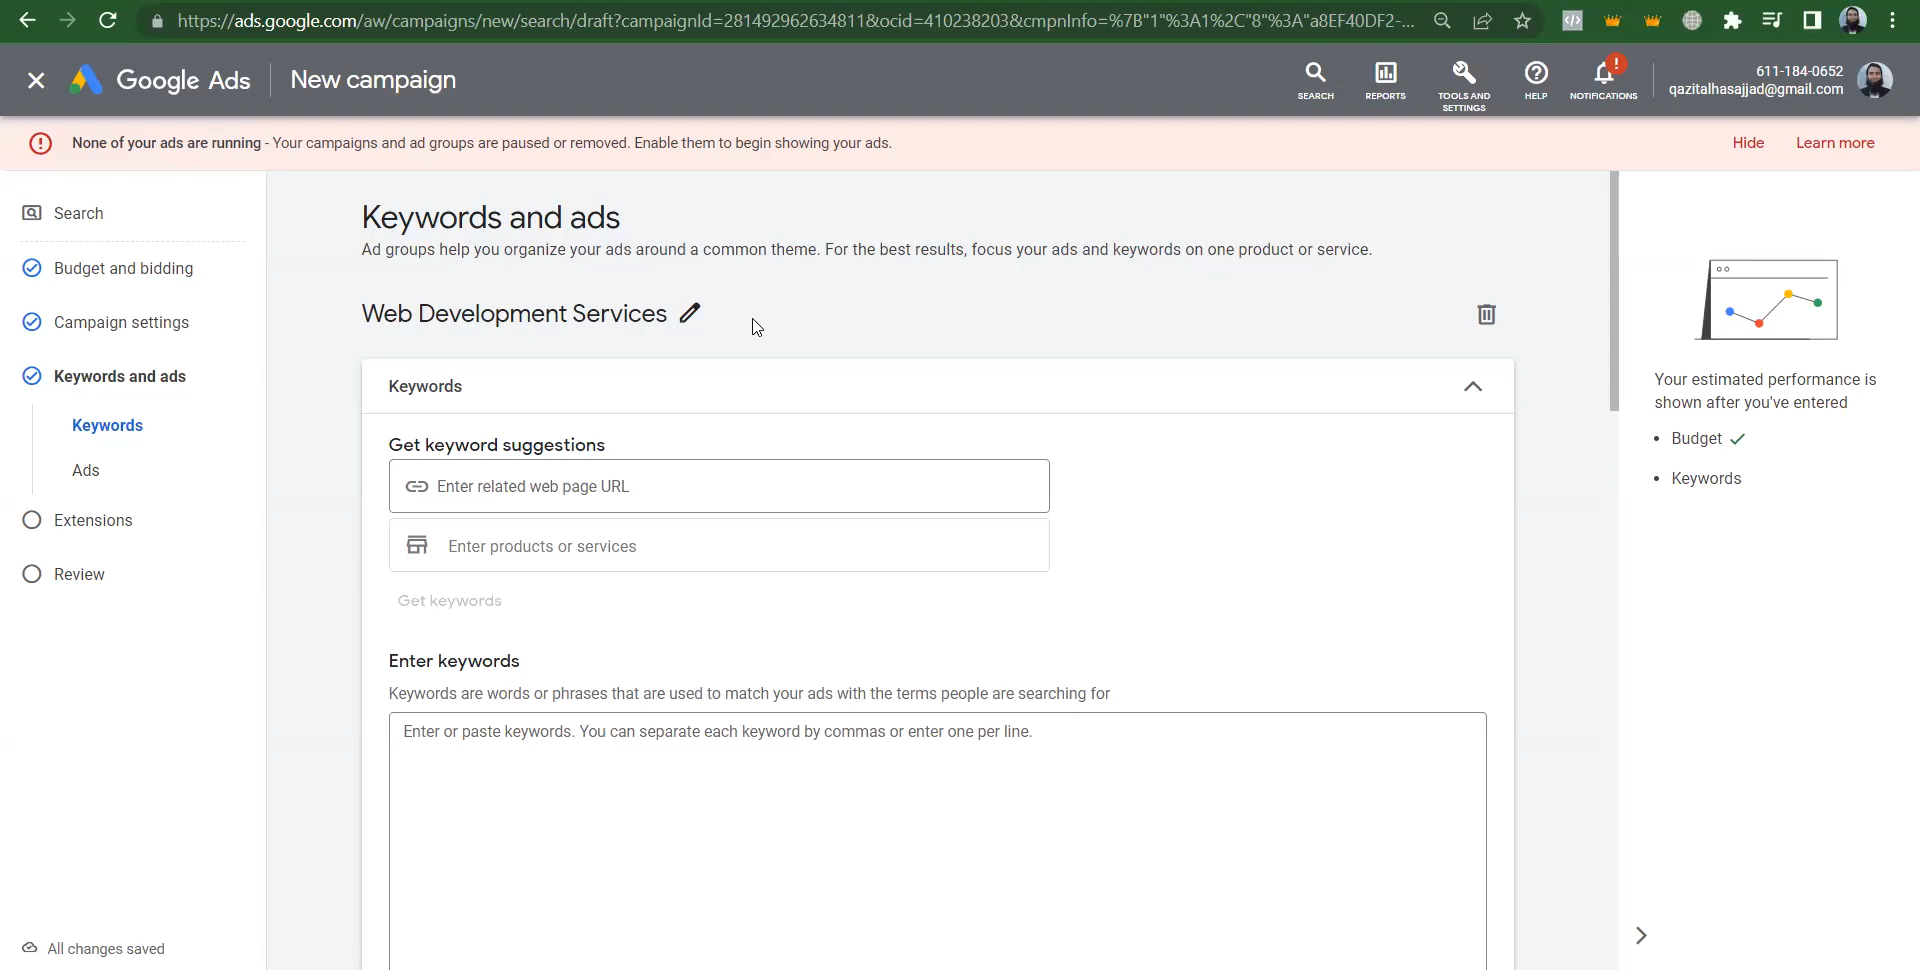 https://ads.google.com/aw/campaigns/new/search/draft?campaignId=281492962634811&ocid=410238203&cmpnInfo=%7B"1"%3A1%2C"8"%3A"a8EF40DF2-...
Google Ads
New campaign
SEARCH
REPORTS
TOOLS AND
SETTINGS
HELP
!
NOTIFICATIONS
611-184-0652
qazitalhasajjad@gmail.com
None of your ads are running - Your campaigns and ad groups are paused or removed. Enable them to begin showing your ads.
Hide
Learn more
Search
Budget and bidding
Campaign settings
Keywords and ads
Keywords
Ads
Extensions
Review
All changes saved
Keywords and ads
Ad groups help you organize your ads around a common theme. For the best results, focus your ads and keywords on one product or service.
Web Development Services
Keywords
Get keyword suggestions
Enter related web page URL
Enter products or services
Get keywords
Enter keywords
Keywords are words or phrases that are used to match your ads with the terms people are searching for
Enter or paste keywords. You can separate each keyword by commas or enter one per line.
Your estimated performance is
shown after you've entered
• Budget
• Keywords